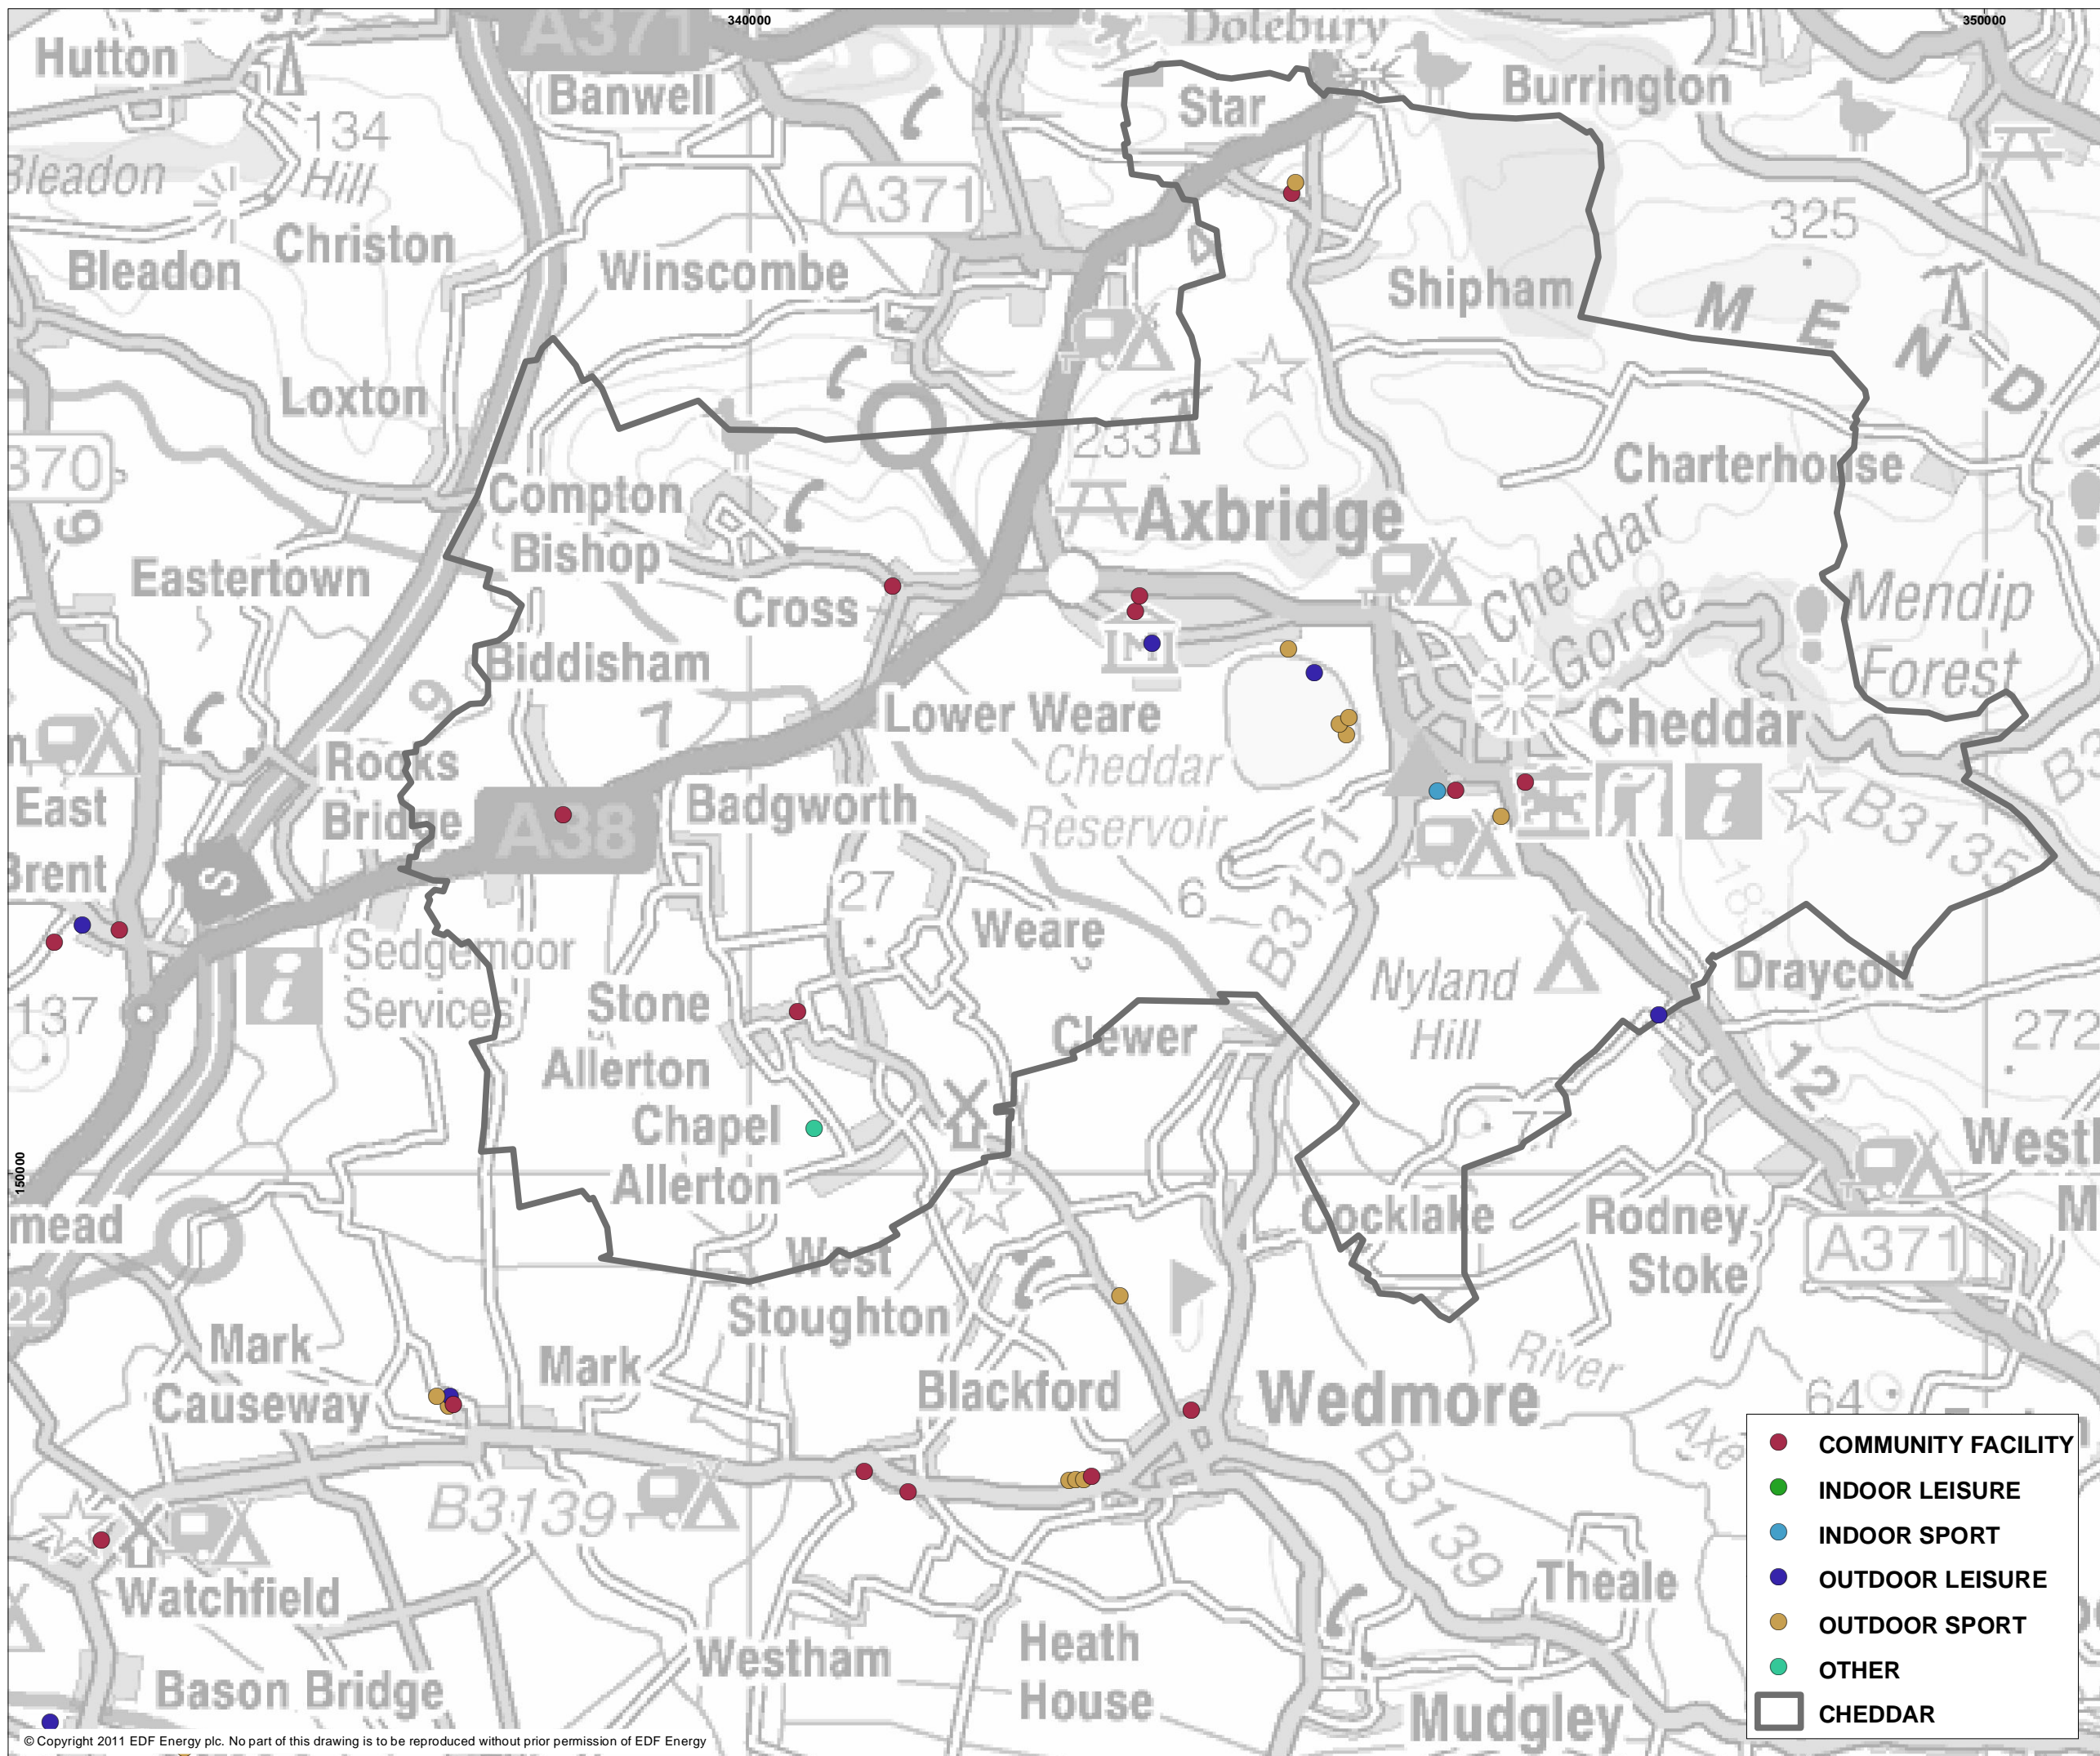 340000
350000
A371
Dolebury
Hutton
Banwell
Star
Burrington
134
Hill
Bleadon
A371
325
Christon
Bleadon
Winscombe
Shipham
M E N D
Loxton
233
370
Charterhouse
Compton
Bishop
Axbridge
6
Cheddar
Gorge
Eastertown
Cross
Mendip
Forest
Biddisham
9
7
Lower Weare
Cheddar
Rooks
Bridge
Cheddar
Reservoir
East
Brent
A38
Badgworth
B3151
B3135
S
27
6
18
Weare
Sedgemoor
Services
Nyland
Hill
Draycott
137
Stone
Allerton
Clewer
272
12
Chapel
Allerton
77
150000
Cocklake
Rodney
Stoke
A371
mead
22
West
Stoughton
Mark
Causeway
Mark
River
Blackford
Wedmore
64
Axe
B3139
B3139
Watchfield
Theale
Westham
Heath
House
Bason Bridge
Mudgley
COMMUNITY FACILITY
INDOOR LEISURE
INDOOR SPORT
OUTDOOR LEISURE
OUTDOOR SPORT
OTHER
CHEDDAR
© Copyright 2011 EDF Energy plc. No part of this drawing is to be reproduced without prior permission of EDF Energy